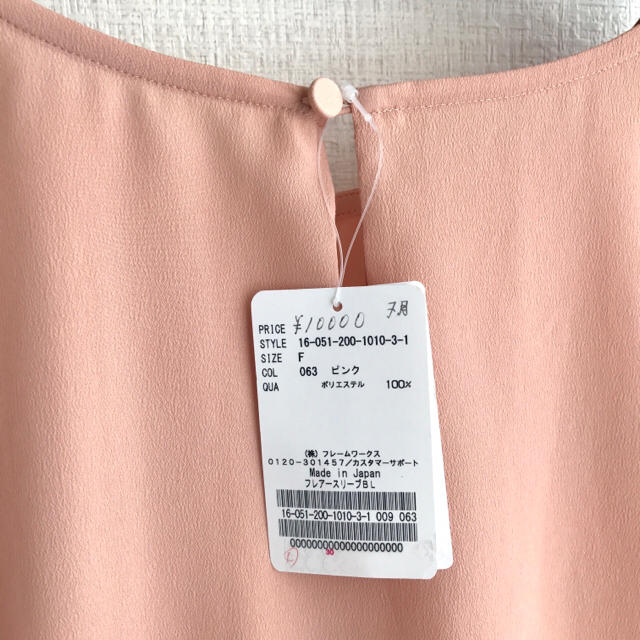 PRICE ¥10000 7月
STYLE 16-051-200-1010-3-1
SIZE F
COL 063 ピンク
QUA ポリエステル 100%
(株) フレームワークス
0120-301457/カスタマーサポート
Made in Japan
フレアースリーブBL
16-051-200-1010-3-1 009 063
00000000000000000000
30